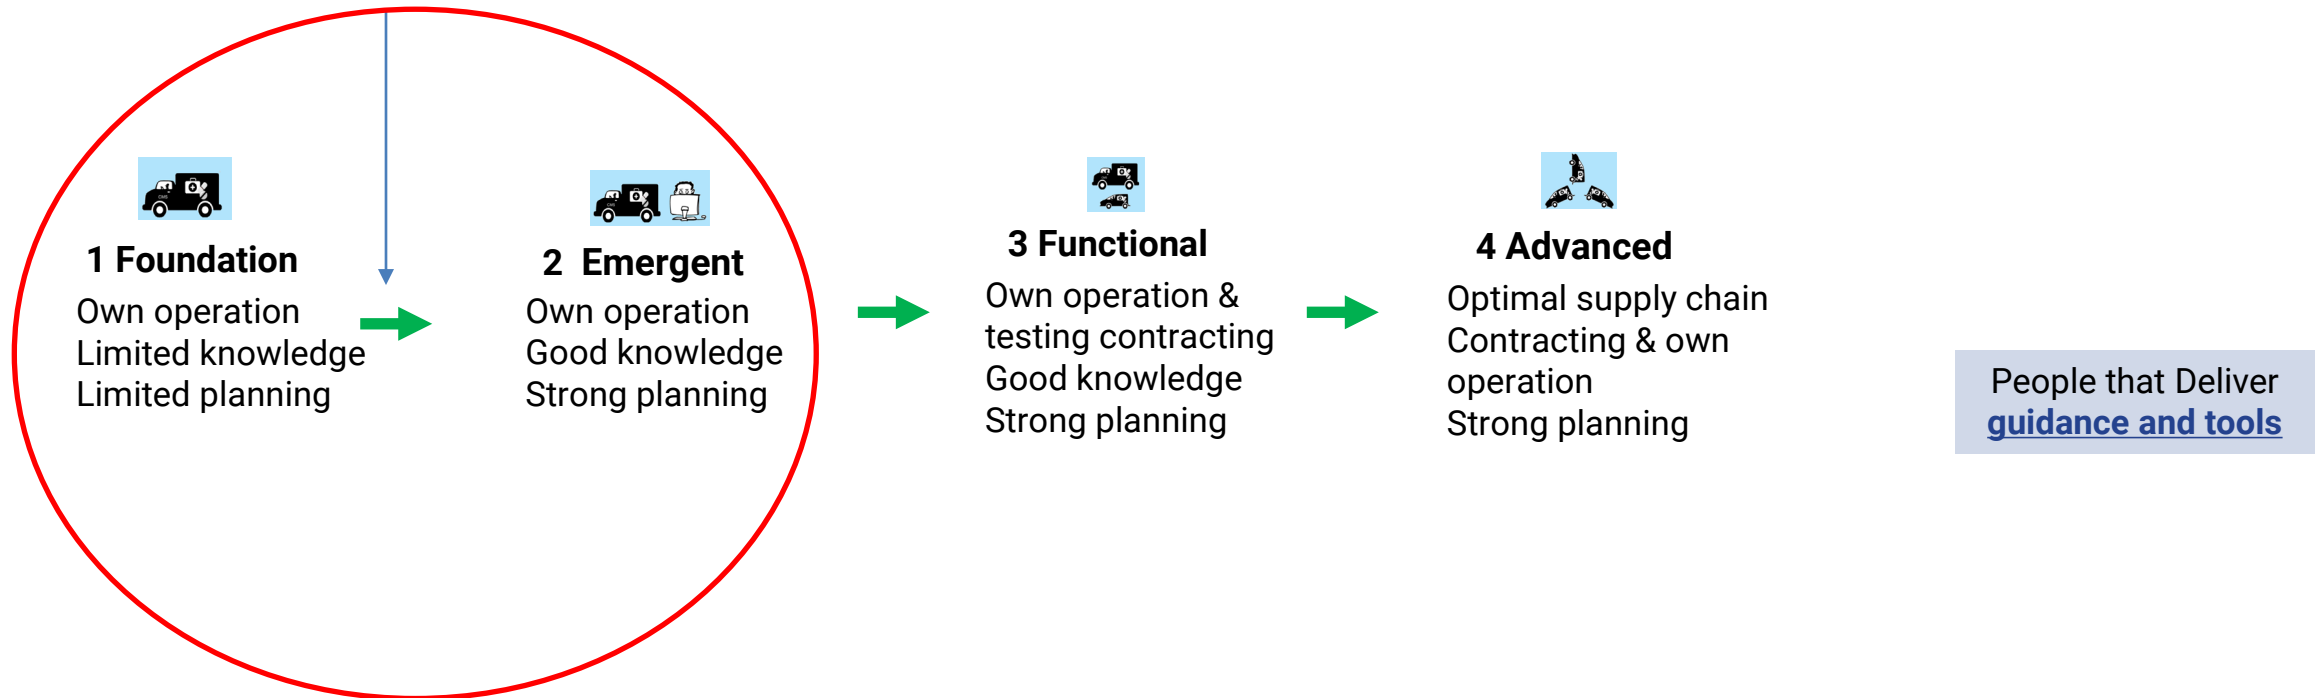 1 Foundation
Own operation
Limited knowledge
Limited planning
2 Emergent
Own operation
Good knowledge
Strong planning
3 Functional
Own operation &
testing contracting
Good knowledge
Strong planning
4 Advanced
Optimal supply chain
Contracting & own
operation
Strong planning
People that Deliver
guidance and tools